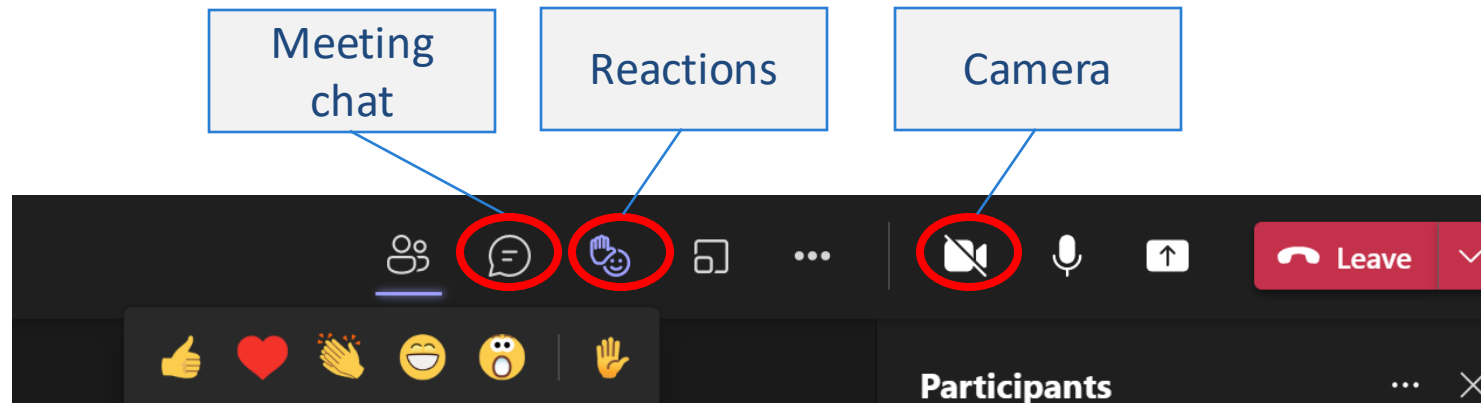 Meeting
chat
Reactions
Camera
Leave
Participants